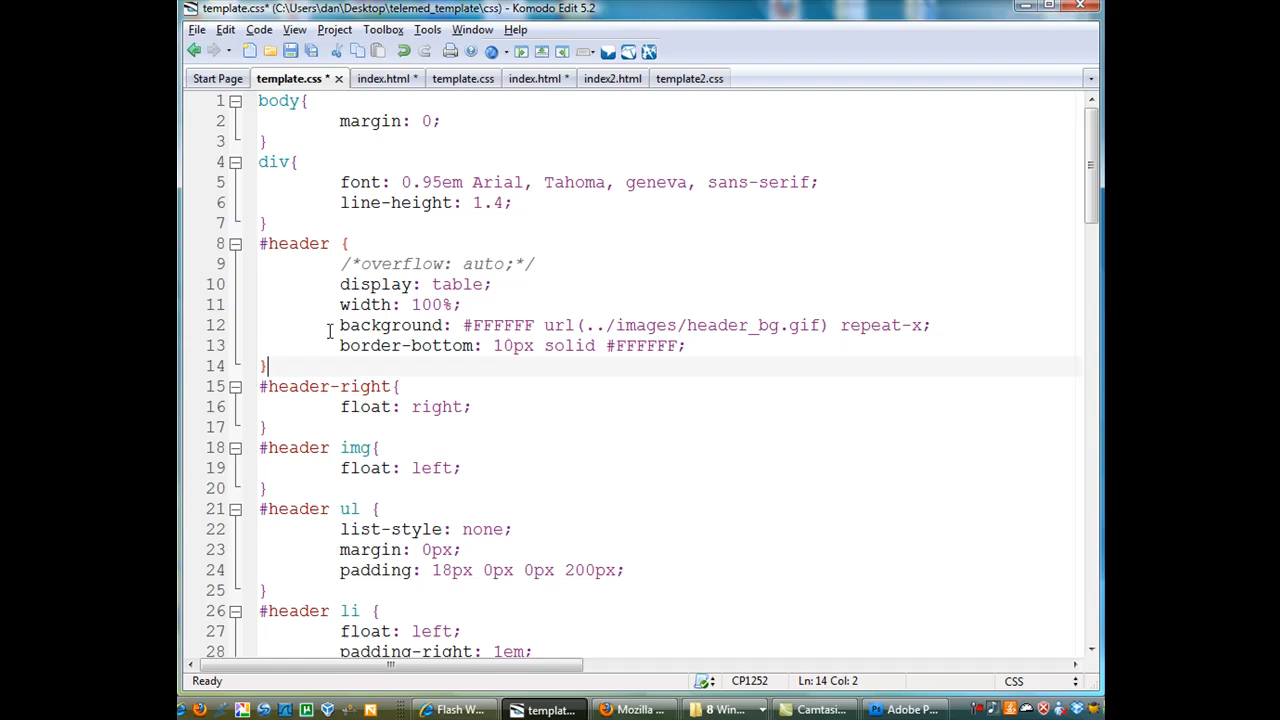 template.css* (C:\Users\dan\Desktop\telemed_template\css) - Komodo Edit 5.2
File Edit Code View Project Toolbox Tools Window Help
Start Page template.css * index.html * template.css index.html * index2.html template2.css
1 body{
2 margin: 0;
3 }
4 div{
5 font: 0.95em Arial, Tahoma, geneva, sans-serif;
6 line-height: 1.4;
7 }
8 #header {
9 /*overflow: auto;*/
10 display: table;
11 width: 100%;
12 background: #FFFFFF url(../images/header_bg.gif) repeat-x;
13 border-bottom: 10px solid #FFFFFF;
14 }
15 #header-right{
16 float: right;
17 }
18 #header img{
19 float: left;
20 }
21 #header ul {
22 list-style: none;
23 margin: 0px;
24 padding: 18px 0px 0px 200px;
25 }
26 #header li {
27 float: left;
28 padding-right: 1em;
Ready CP1252 Ln: 14 Col: 2 CSS
Flash W... templat... Mozilla ... 8 Win... Camtasi... Adobe P...